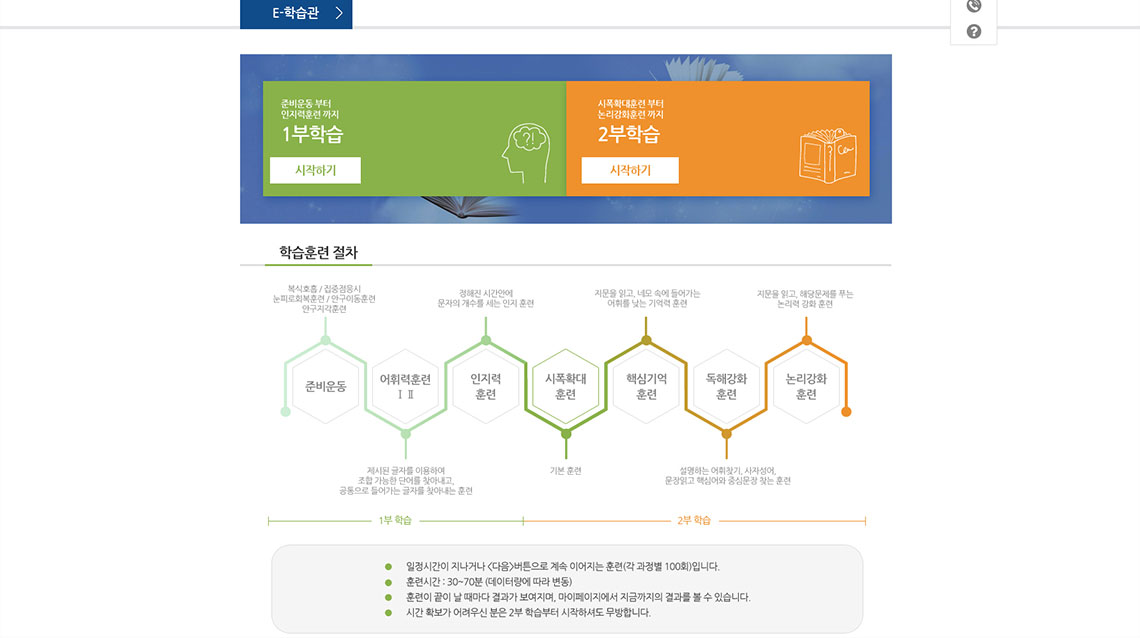 E-학습관
준비운동 부터
인지력훈련 까지
1부학습
시작하기
시폭확대훈련 부터
논리강화훈련 까지
2부학습
시작하기
학습훈련 절차
복식호흡 / 집중점응시
눈피로회복훈련 / 안구이동훈련
안구지각훈련
정해진 시간안에
문자의 개수를 세는 인지 훈련
지문을 읽고, 네모 속에 들어가는
어휘를 낮는 기억력 훈련
지문을 읽고, 해당문제를 푸는
논리력 강화 훈련
준비운동
어휘력훈련
Ⅰ Ⅱ
인지력
훈련
시폭확대
훈련
핵심기억
훈련
독해강화
훈련
논리강화
훈련
제시된 글자를 이용하여
조합 가능한 단어를 찾아내고,
공통으로 들어가는 글자를 찾아내는 훈련
기본 훈련
설명하는 어휘찾기, 사자성어,
문장읽고 핵심어와 중심문장 찾는 훈련
1부 학습
2부 학습
일정시간이 지나거나 <다음>버튼으로 계속 이어지는 훈련(각 과정별 100회)입니다.
훈련시간 : 30~70분 (데이터량에 따라 변동)
훈련이 끝이 날 때마다 결과가 보여지며, 마이페이지에서 지금까지의 결과를 볼 수 있습니다.
시간 확보가 어려우신 분은 2부 학습부터 시작하셔도 무방합니다.